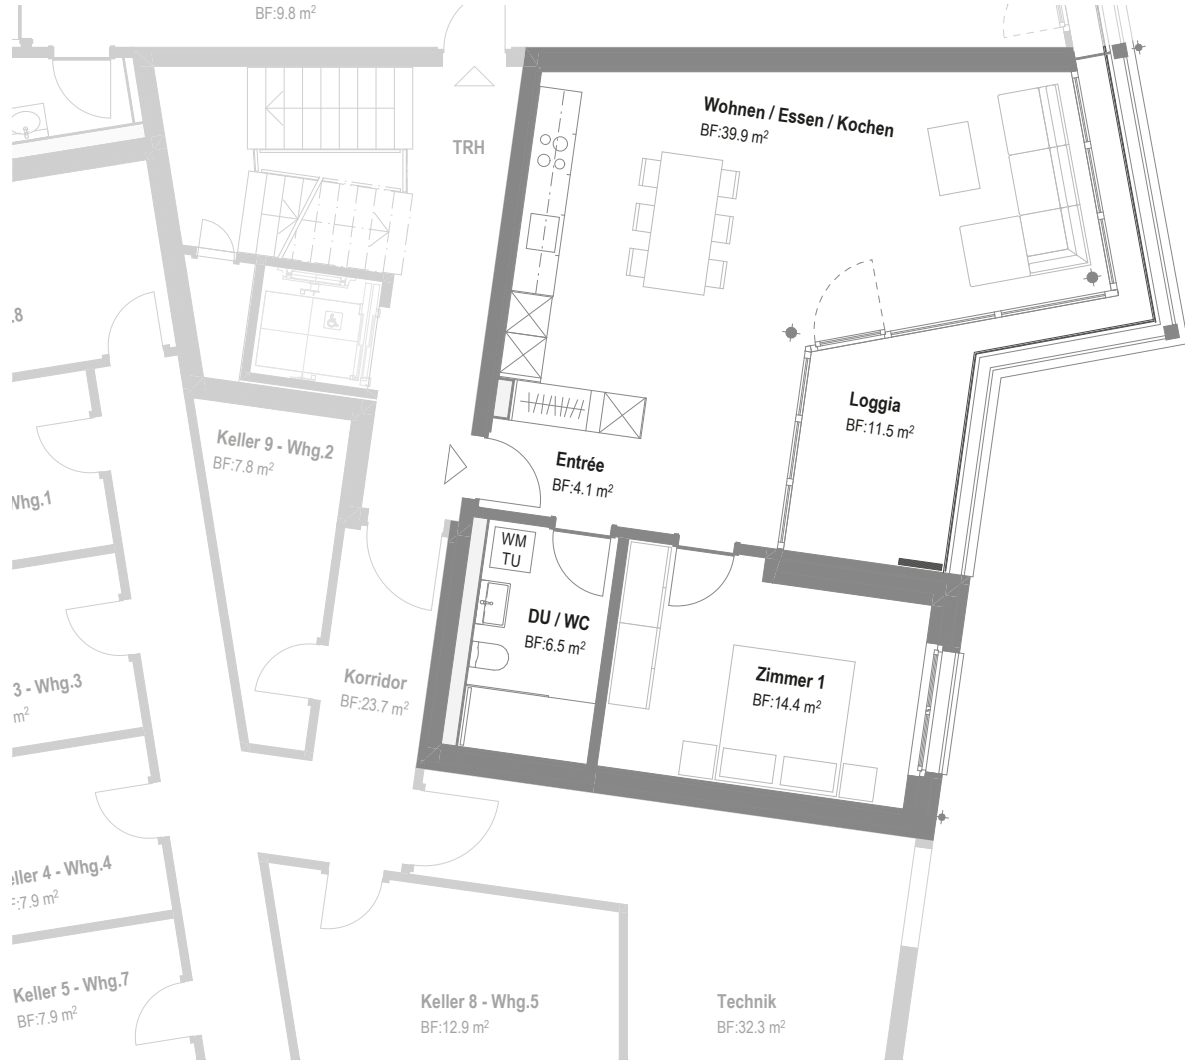 BF:9.8 m²
TRH
Wohnen / Essen / Kochen
BF:39.9 m²
.8
Loggia
BF:11.5 m²
Keller 9 - Whg.2
BF:7.8 m²
Entrée
BF:4.1 m²
Whg.1
WM
TU
DU / WC
BF:6.5 m²
Zimmer 1
BF:14.4 m²
Korridor
BF:23.7 m²
3 - Whg.3
m²
eller 4 - Whg.4
F:7.9 m²
Keller 5 - Whg.7
BF:7.9 m²
Keller 8 - Whg.5
BF:12.9 m²
Technik
BF:32.3 m²